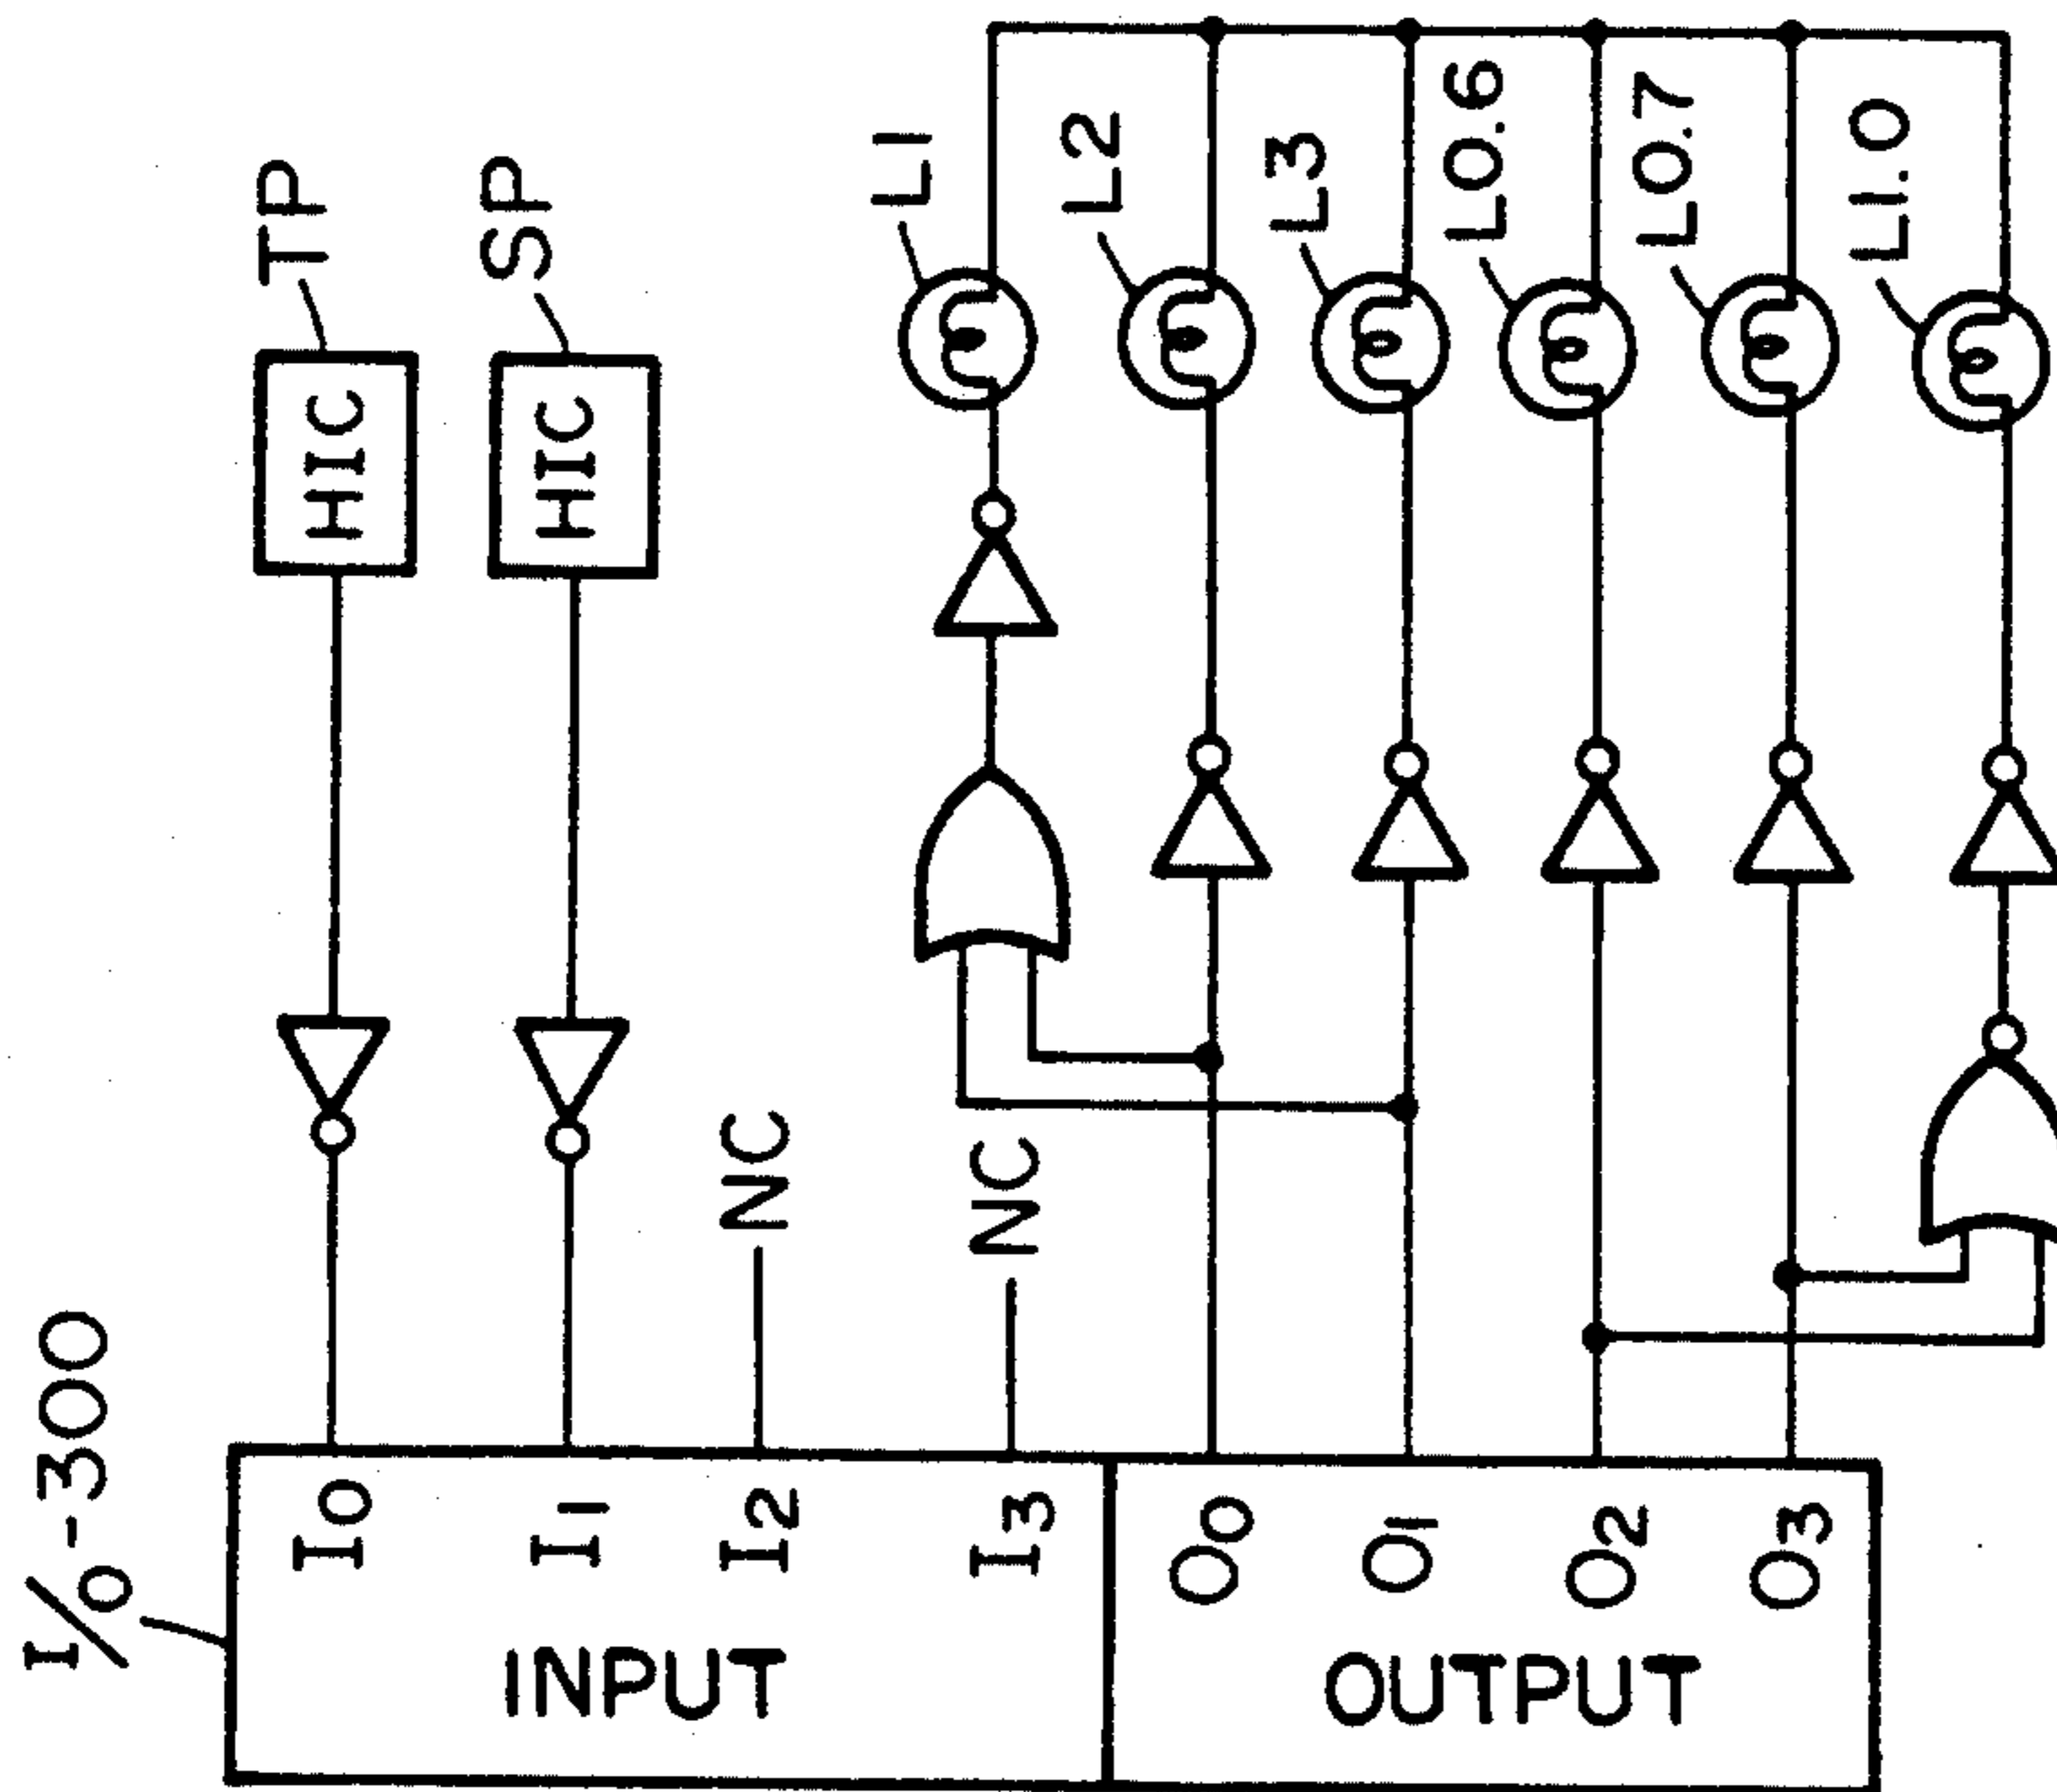 I/O-300
INPUT
I0
I1
I2
I3
OUTPUT
O0
O1
O2
O3
NC
NC
HIC
TP
HIC
SP
L1
L2
L3
L0.6
L0.7
L1.0